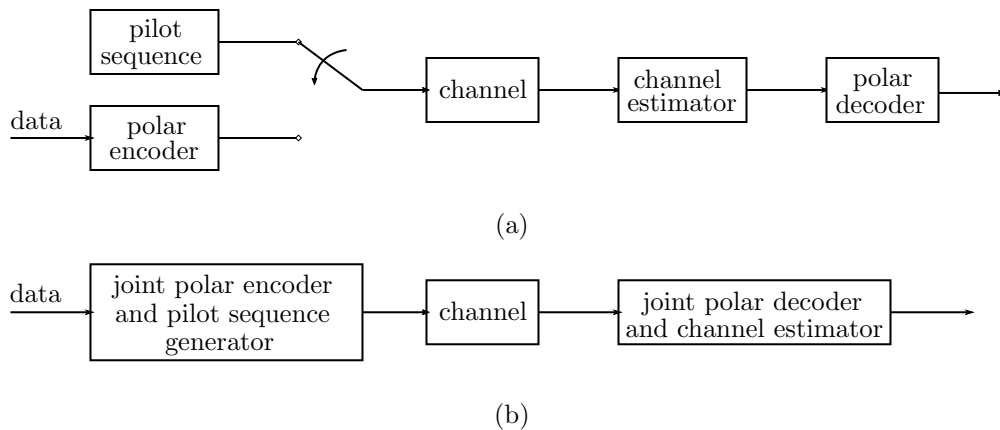 pilot
sequence
data
polar
encoder
channel
channel
estimator
polar
decoder
(a)
data
joint polar encoder
and pilot sequence
generator
channel
joint polar decoder
and channel estimator
(b)